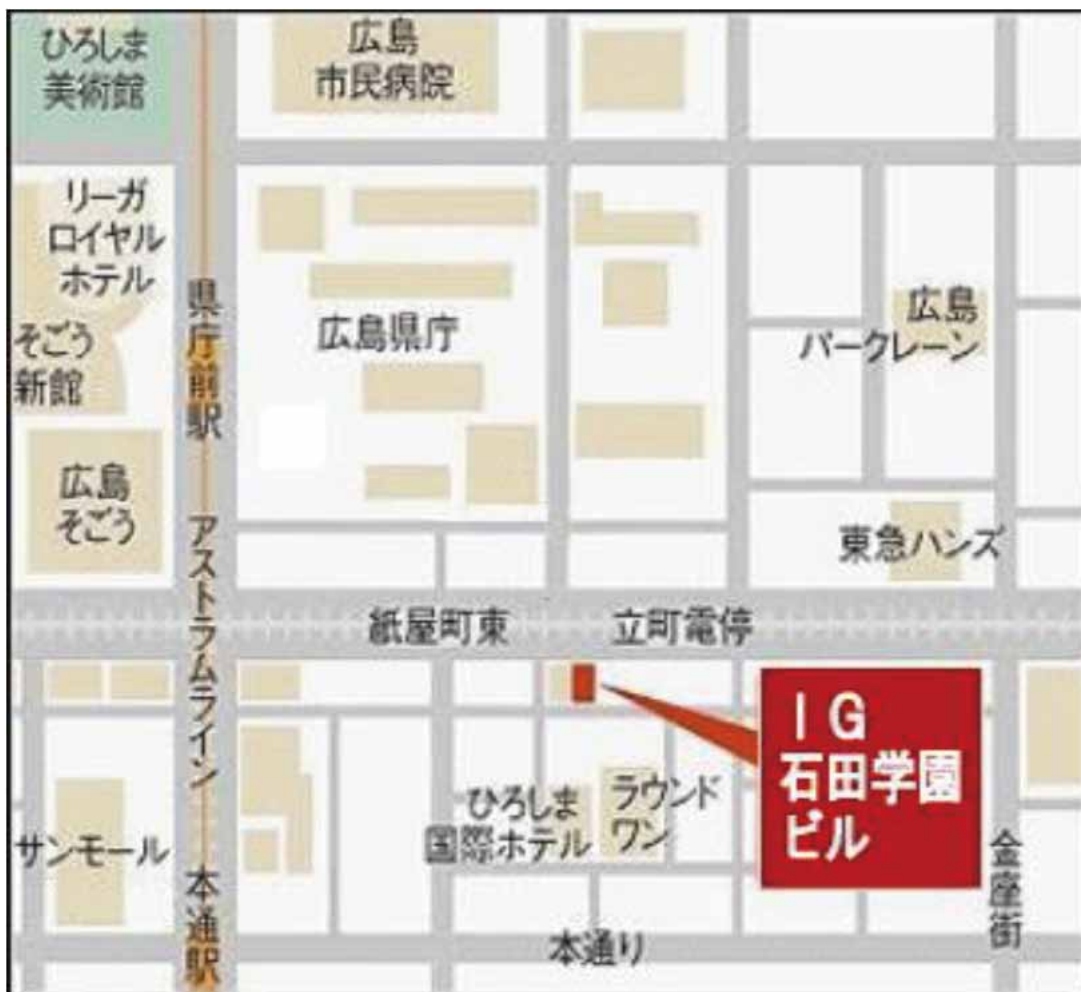 ひろしま
美術館
広島
市民病院
リーガ
ロイヤル
ホテル
県庁前駅
広島県庁
そごう
新館
広島
パークレーン
広島
そごう
アストラムライン
東急ハンズ
紙屋町東
立町電停
IG
石田学園
ビル
ひろしま
国際ホテル
ラウンド
ワン
サンモール
本通駅
金座街
本通り